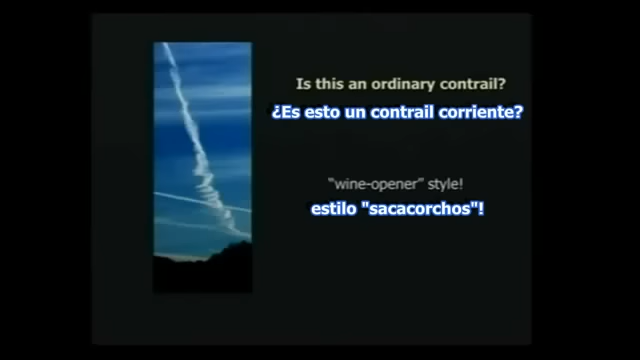 Is this an ordinary contrail?
¿Es esto un contrail corriente?
“wine-opener” style!
estilo "sacacorchos"!